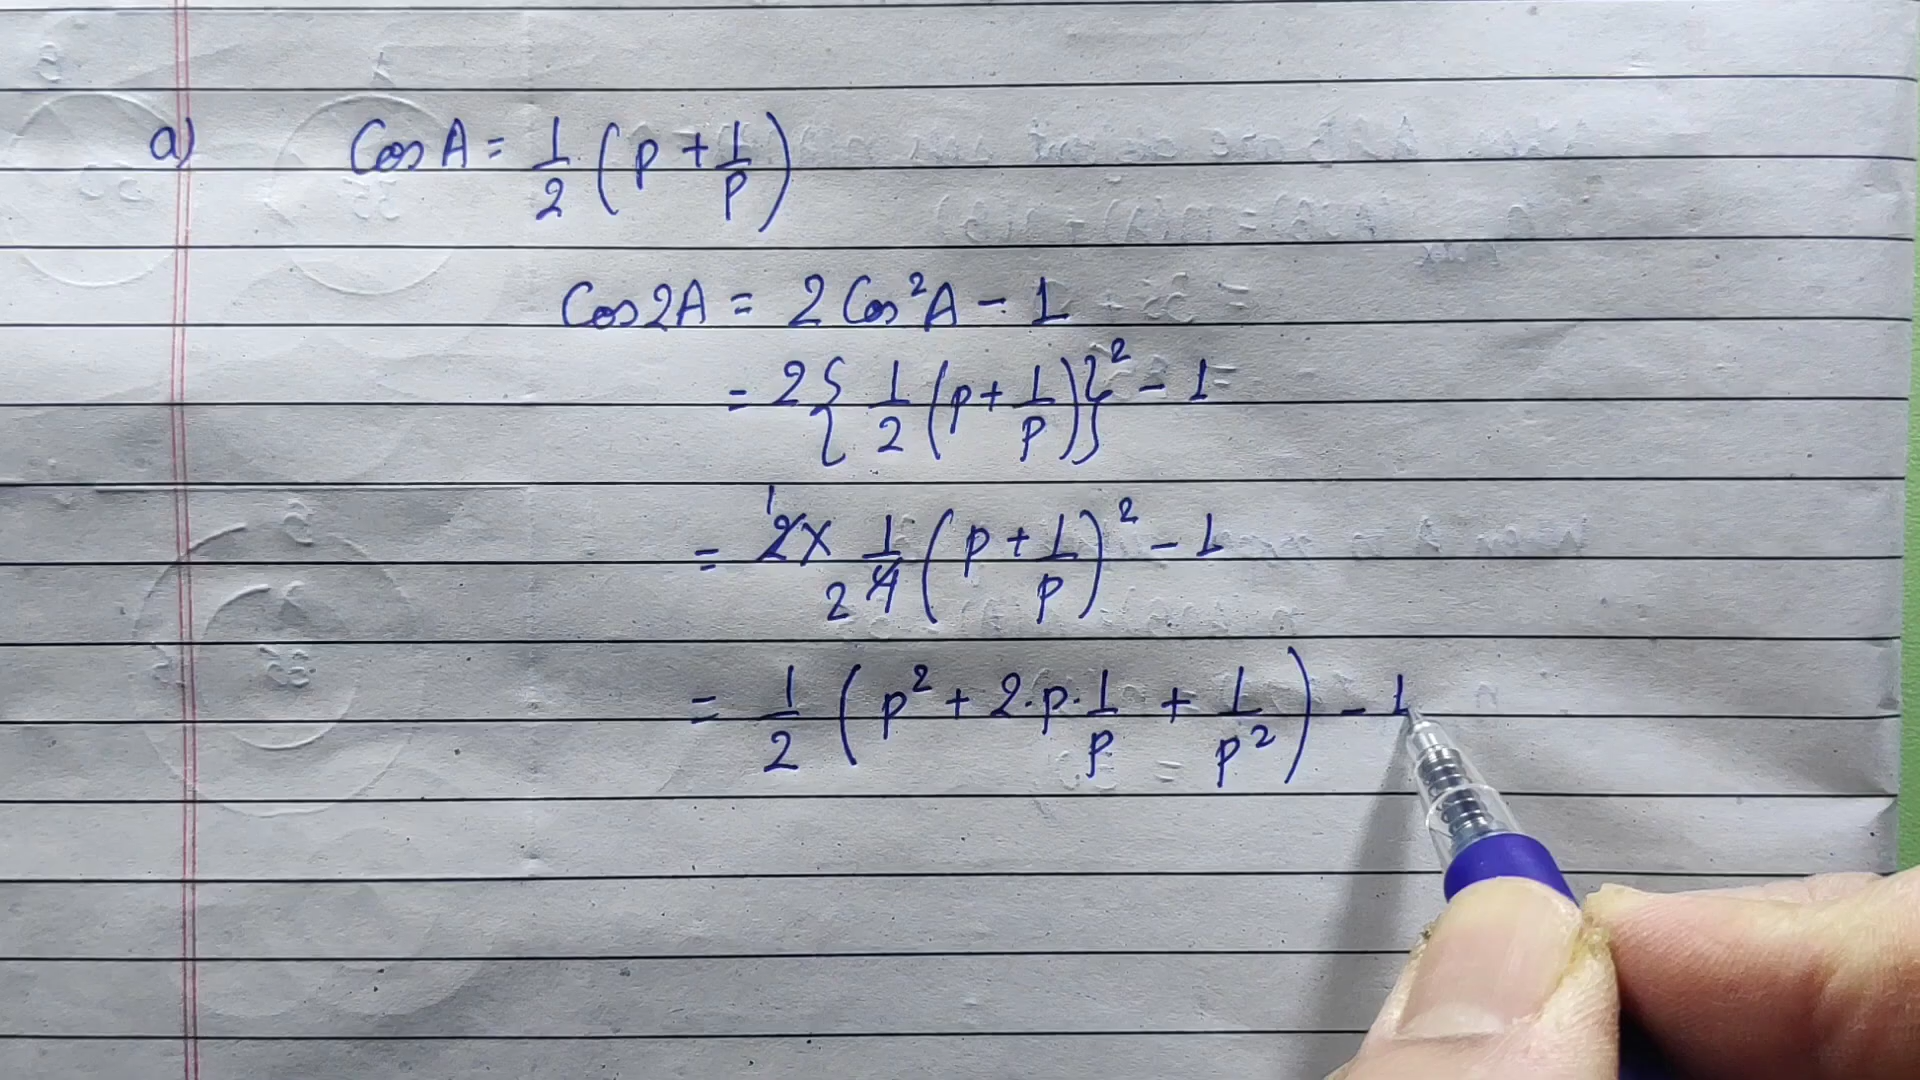 a) Cos A = 1/2 (p + 1/p)
Cos 2A = 2 Cos²A - 1
= 2{1/2 (p + 1/p)}² - 1
= 2 × 1/4 (p + 1/p)² - 1
= 1/2 (p² + 2.p.1/p + 1/p²) - 1